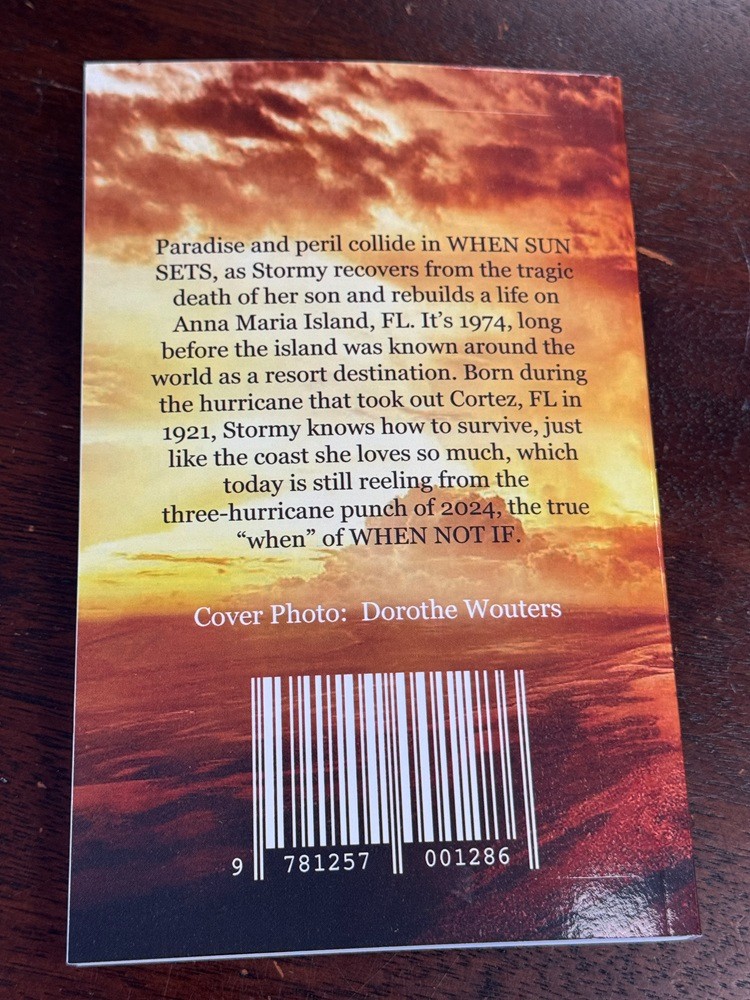 Paradise and peril collide in WHEN SUN
SETS, as Stormy recovers from the tragic
death of her son and rebuilds a life on
Anna Maria Island, FL. It’s 1974, long
before the island was known around the
world as a resort destination. Born during
the hurricane that took out Cortez, FL in
1921, Stormy knows how to survive, just
like the coast she loves so much, which
today is still reeling from the
three-hurricane punch of 2024, the true
“when” of WHEN NOT IF.
Cover Photo: Dorothe Wouters
9 781257 001286